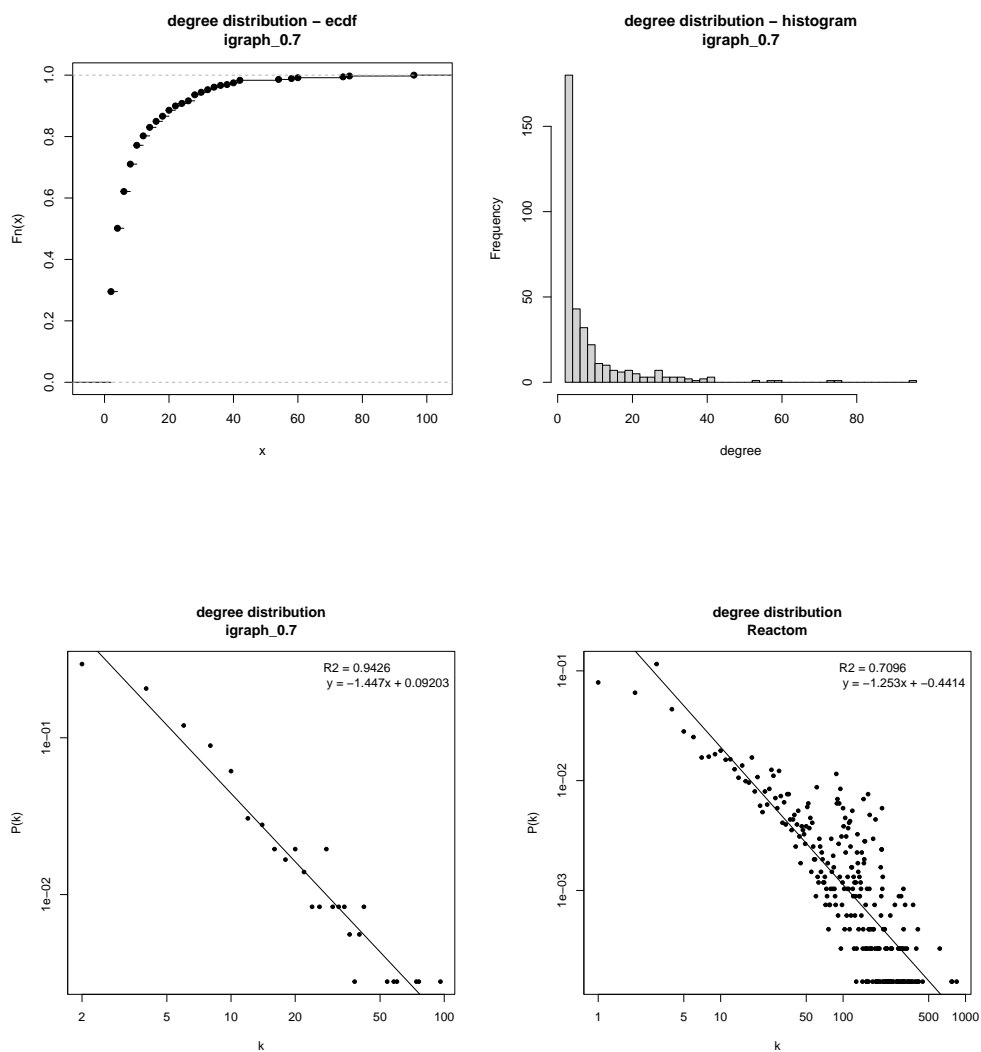 degree distribution − ecdf
igraph_0.7
Fn(x)
1.0
0.8
0.6
0.4
0.2
0.0
0 20 40 60 80 100
x
degree distribution − histogram
igraph_0.7
Frequency
150
100
50
0
0 20 40 60 80
degree
degree distribution
igraph_0.7
R2 = 0.9426
y = −1.447x + 0.09203
P(k)
1e−01
1e−02
2 5 10 20 50 100
k
degree distribution
Reactom
R2 = 0.7096
y = −1.253x + −0.4414
P(k)
1e−01
1e−02
1e−03
1 5 10 50 100 500 1000
k